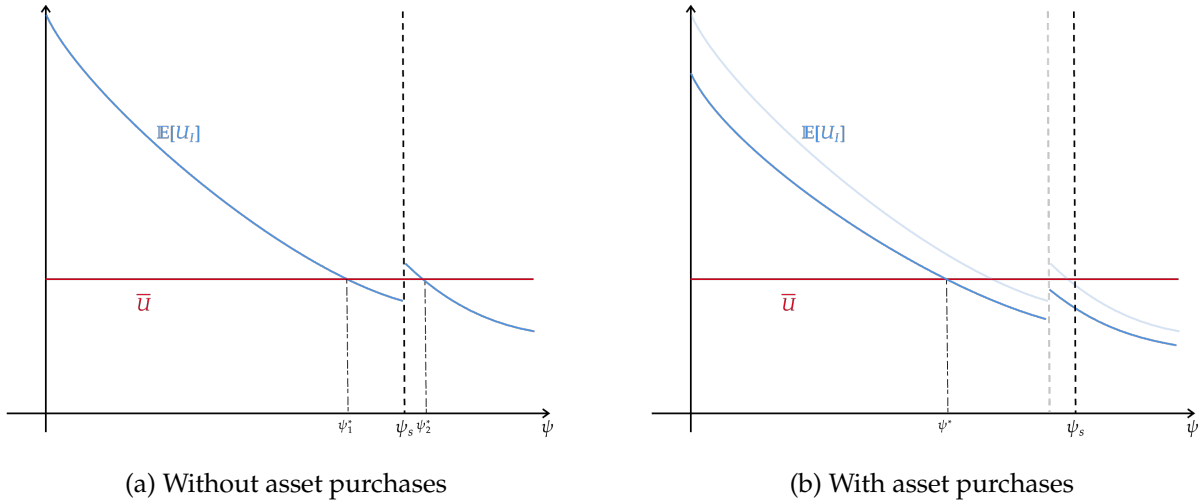 𝔼[U_I]
U̅
ψ₁*
ψ_s
ψ₂*
ψ
(a) Without asset purchases
𝔼[U_I]
U̅
ψ*
ψ_s
ψ
(b) With asset purchases